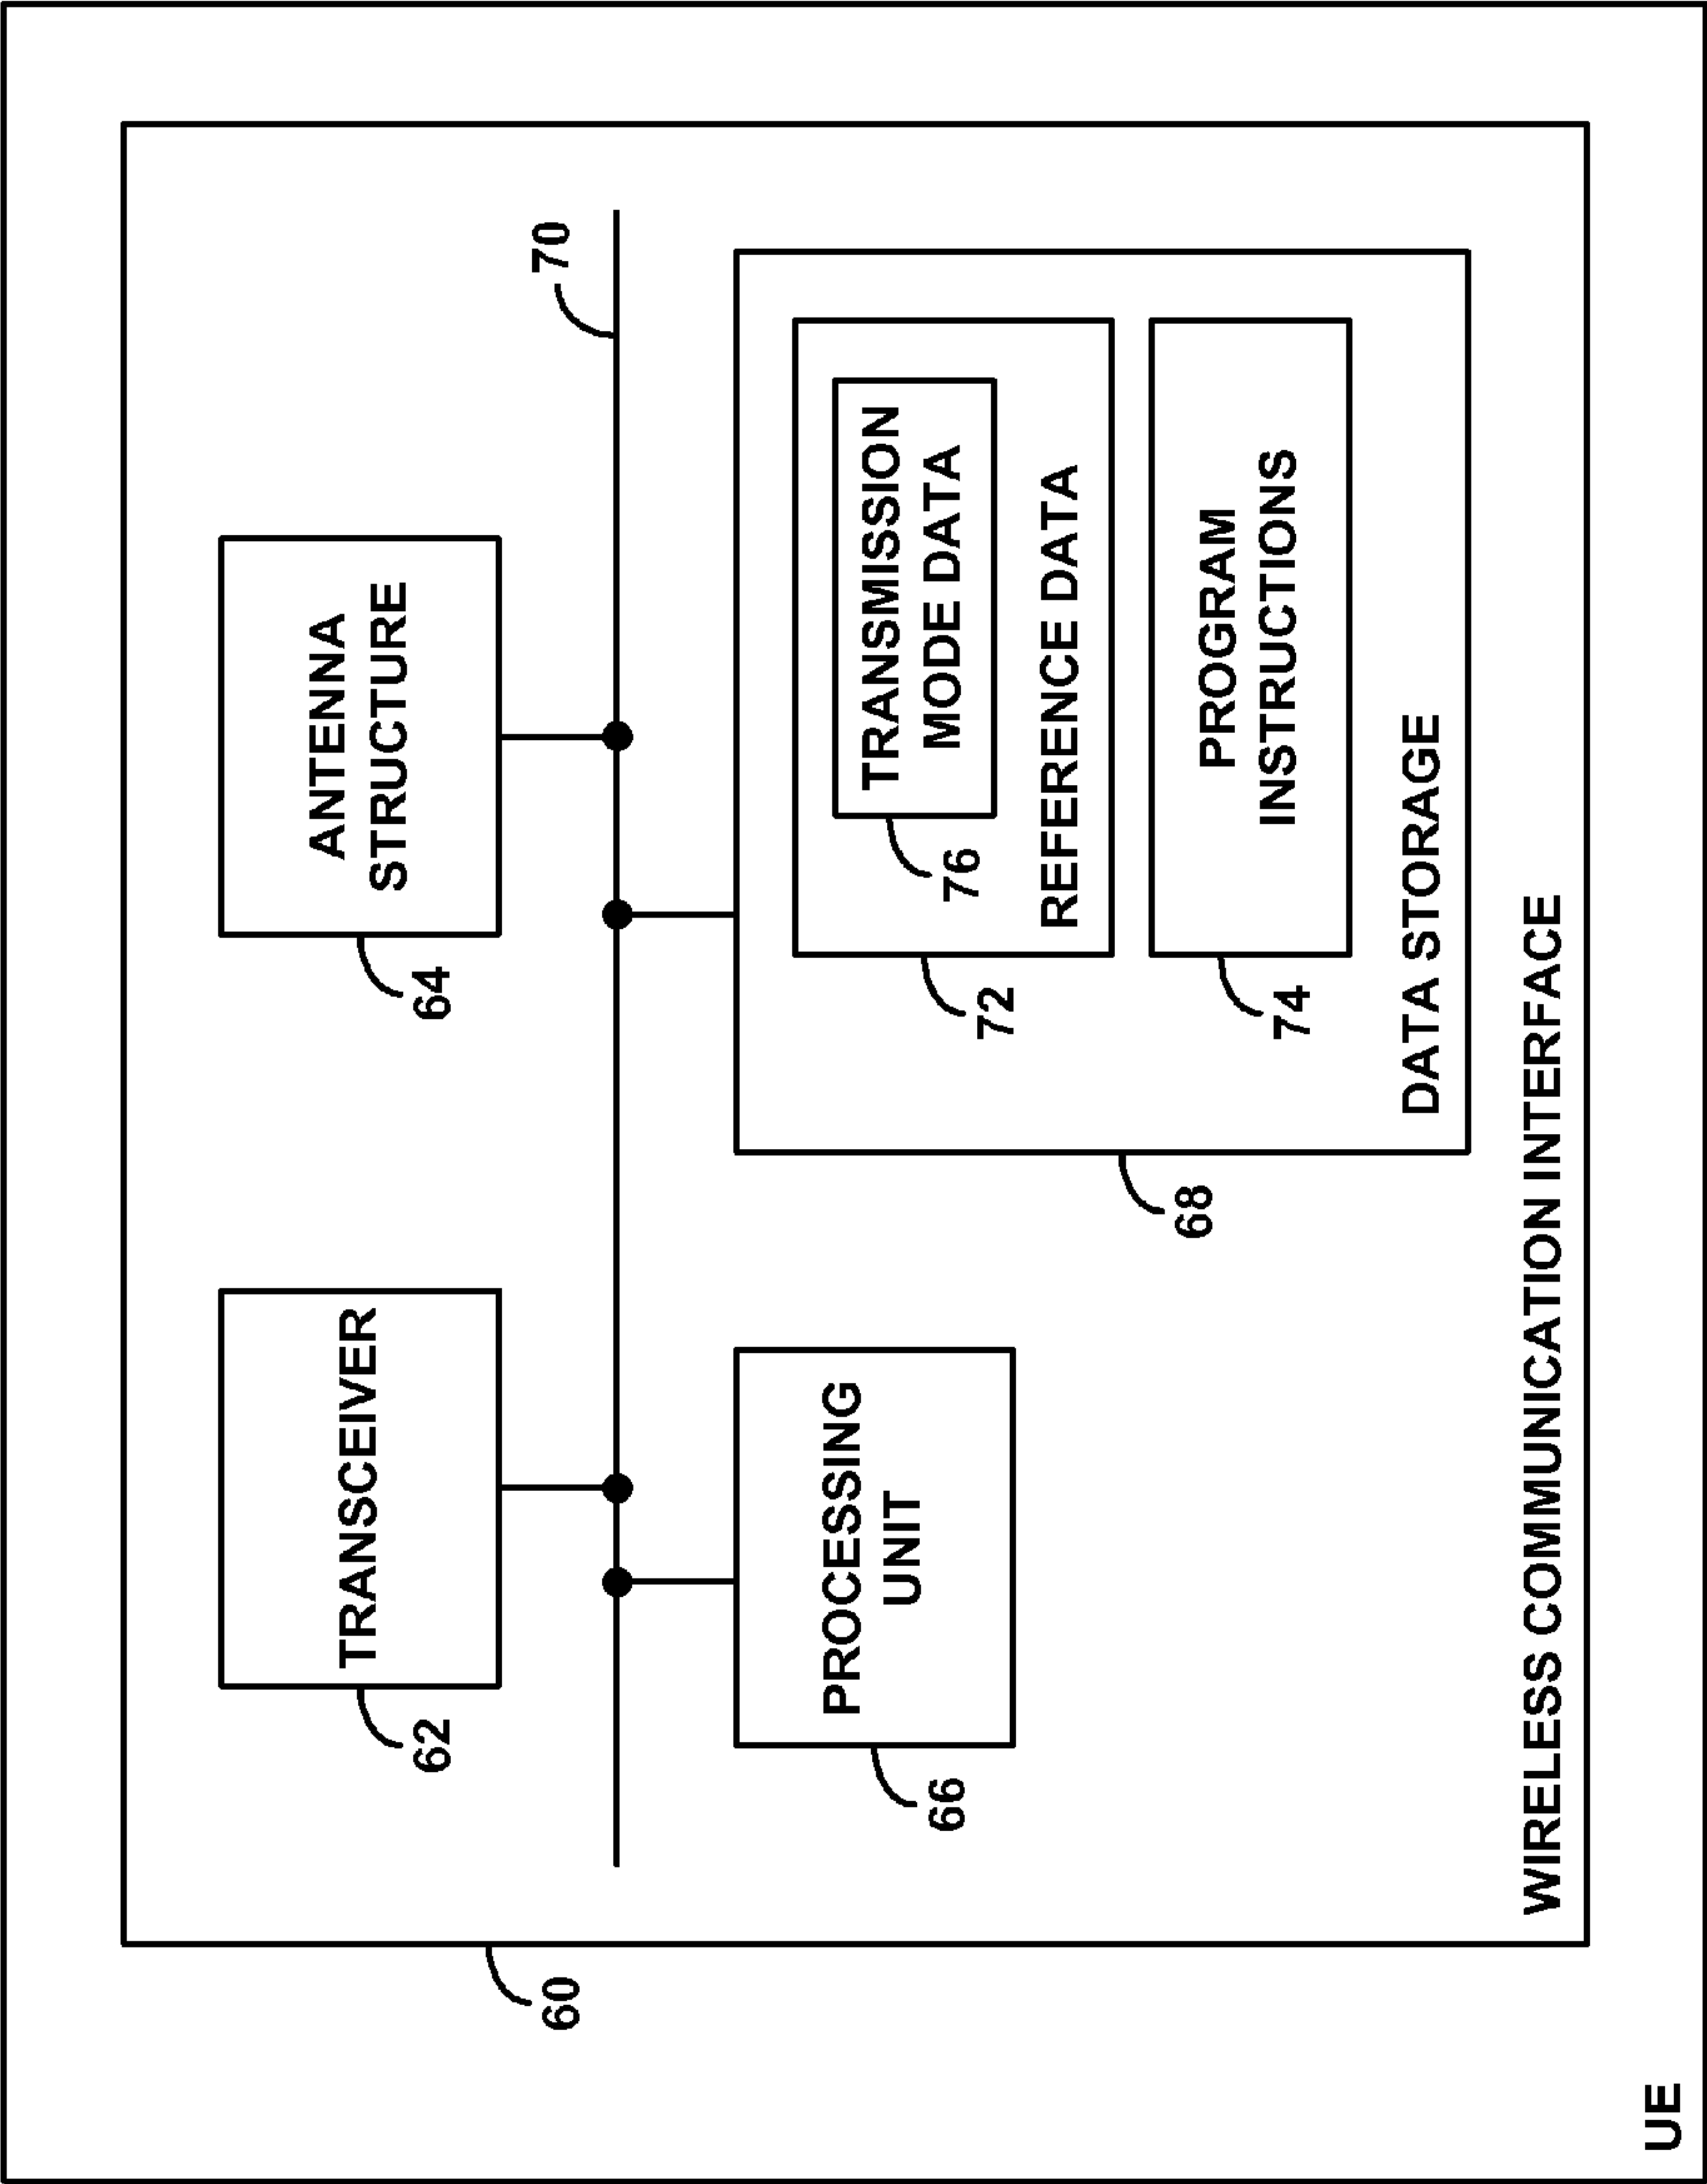 70
TRANSCEIVER
ANTENNA
STRUCTURE
62
64
PROCESSING
UNIT
66
TRANSMISSION
MODE DATA
76
REFERENCE DATA
72
PROGRAM
INSTRUCTIONS
74
DATA STORAGE
68
WIRELESS COMMUNICATION INTERFACE
60
UE